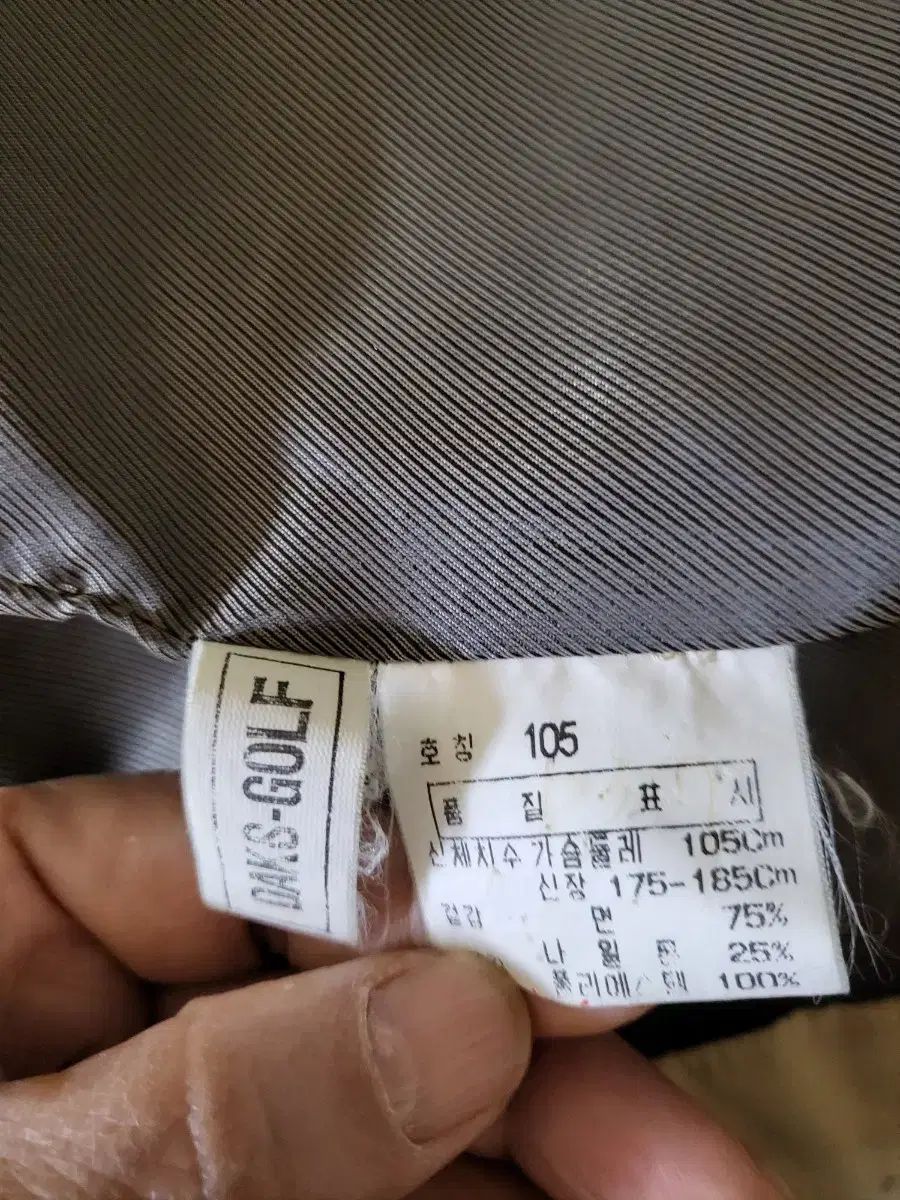 DAKS-GOLF
호칭 105
품질표시
신체치수 가슴둘레 105Cm
신장 175-185Cm
겉감 면 75%
나일론 25%
폴리에스텔 100%